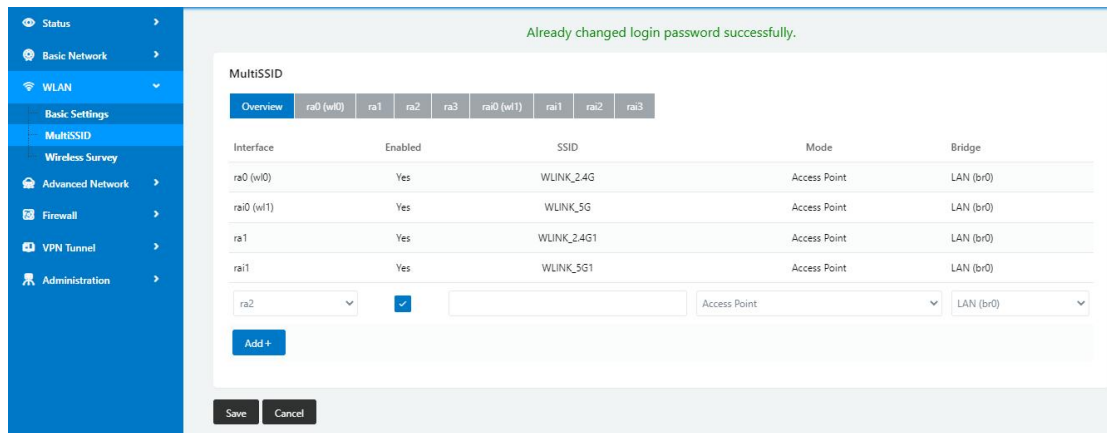 Status
Basic Network
WLAN
Basic Settings
MultiSSID
Wireless Survey
Advanced Network
Firewall
VPN Tunnel
Administration
Already changed login password successfully.
MultiSSID
Overview ra0 (wl0) ra1 ra2 ra3 rai0 (wl1) rai1 rai2 rai3
Interface Enabled SSID Mode Bridge
ra0 (wl0) Yes WLINK_2.4G Access Point LAN (br0)
rai0 (wl1) Yes WLINK_5G Access Point LAN (br0)
ra1 Yes WLINK_2.4G1 Access Point LAN (br0)
rai1 Yes WLINK_5G1 Access Point LAN (br0)
ra2 Access Point LAN (br0)
Add +
Save Cancel